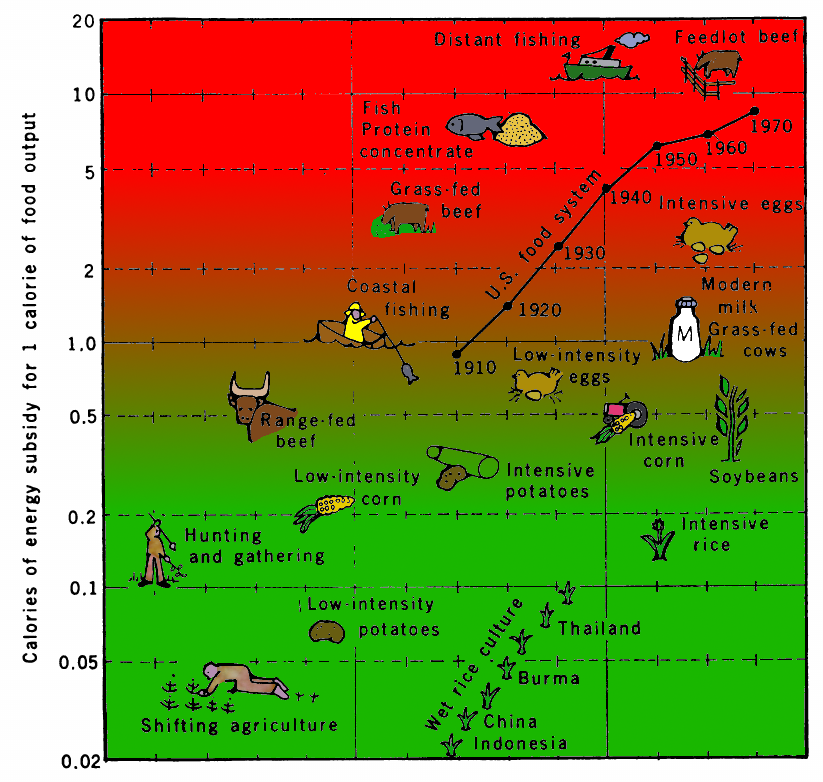 Calories of energy subsidy for 1 calorie of food output
20
10
5
2
1.0
0.5
0.2
0.1
0.05
0.02
Distant fishing
Feedlot beef
Fish
Protein
concentrate
1970
1960
1950
Grass-fed
beef
1940
Intensive eggs
U.S. food system
1930
Coastal
fishing
1920
Modern
milk
Grass-fed
cows
M
1910
Low-intensity
eggs
Range-fed
beef
Intensive
corn
Soybeans
Low-intensity
corn
Intensive
potatoes
Hunting
and gathering
Intensive
rice
Low-intensity
potatoes
Wet rice culture
Thailand
Burma
China
Indonesia
Shifting agriculture